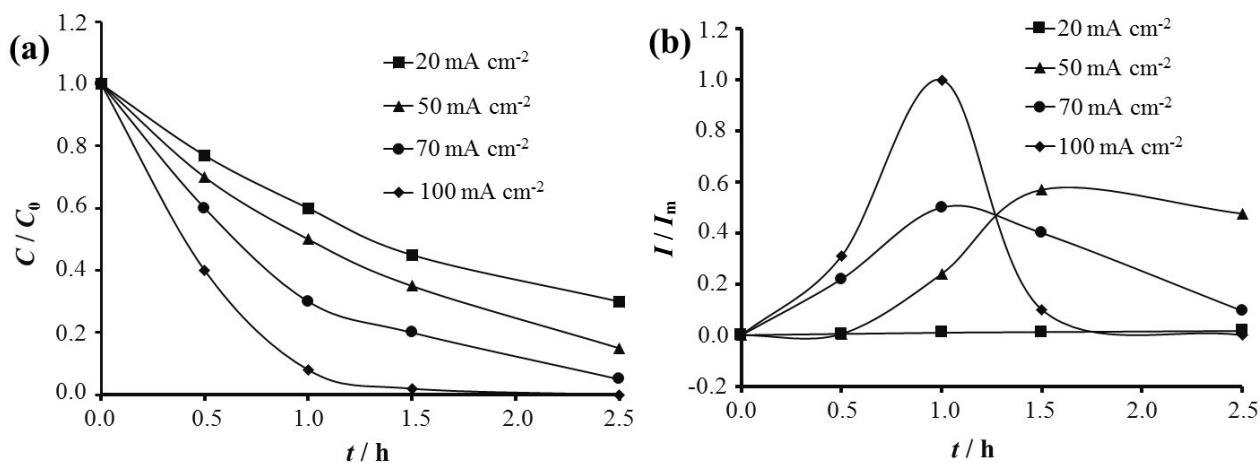 (a)
1.2
1.0
0.8
0.6
0.4
0.2
0.0
C / C₀
0.0 0.5 1.0 1.5 2.0 2.5
t / h
20 mA cm⁻²
50 mA cm⁻²
70 mA cm⁻²
100 mA cm⁻²
(b)
1.2
1.0
0.8
0.6
0.4
0.2
0.0
-0.2
I / Iₘ
0.0 0.5 1.0 1.5 2.0 2.5
t / h
20 mA cm⁻²
50 mA cm⁻²
70 mA cm⁻²
100 mA cm⁻²